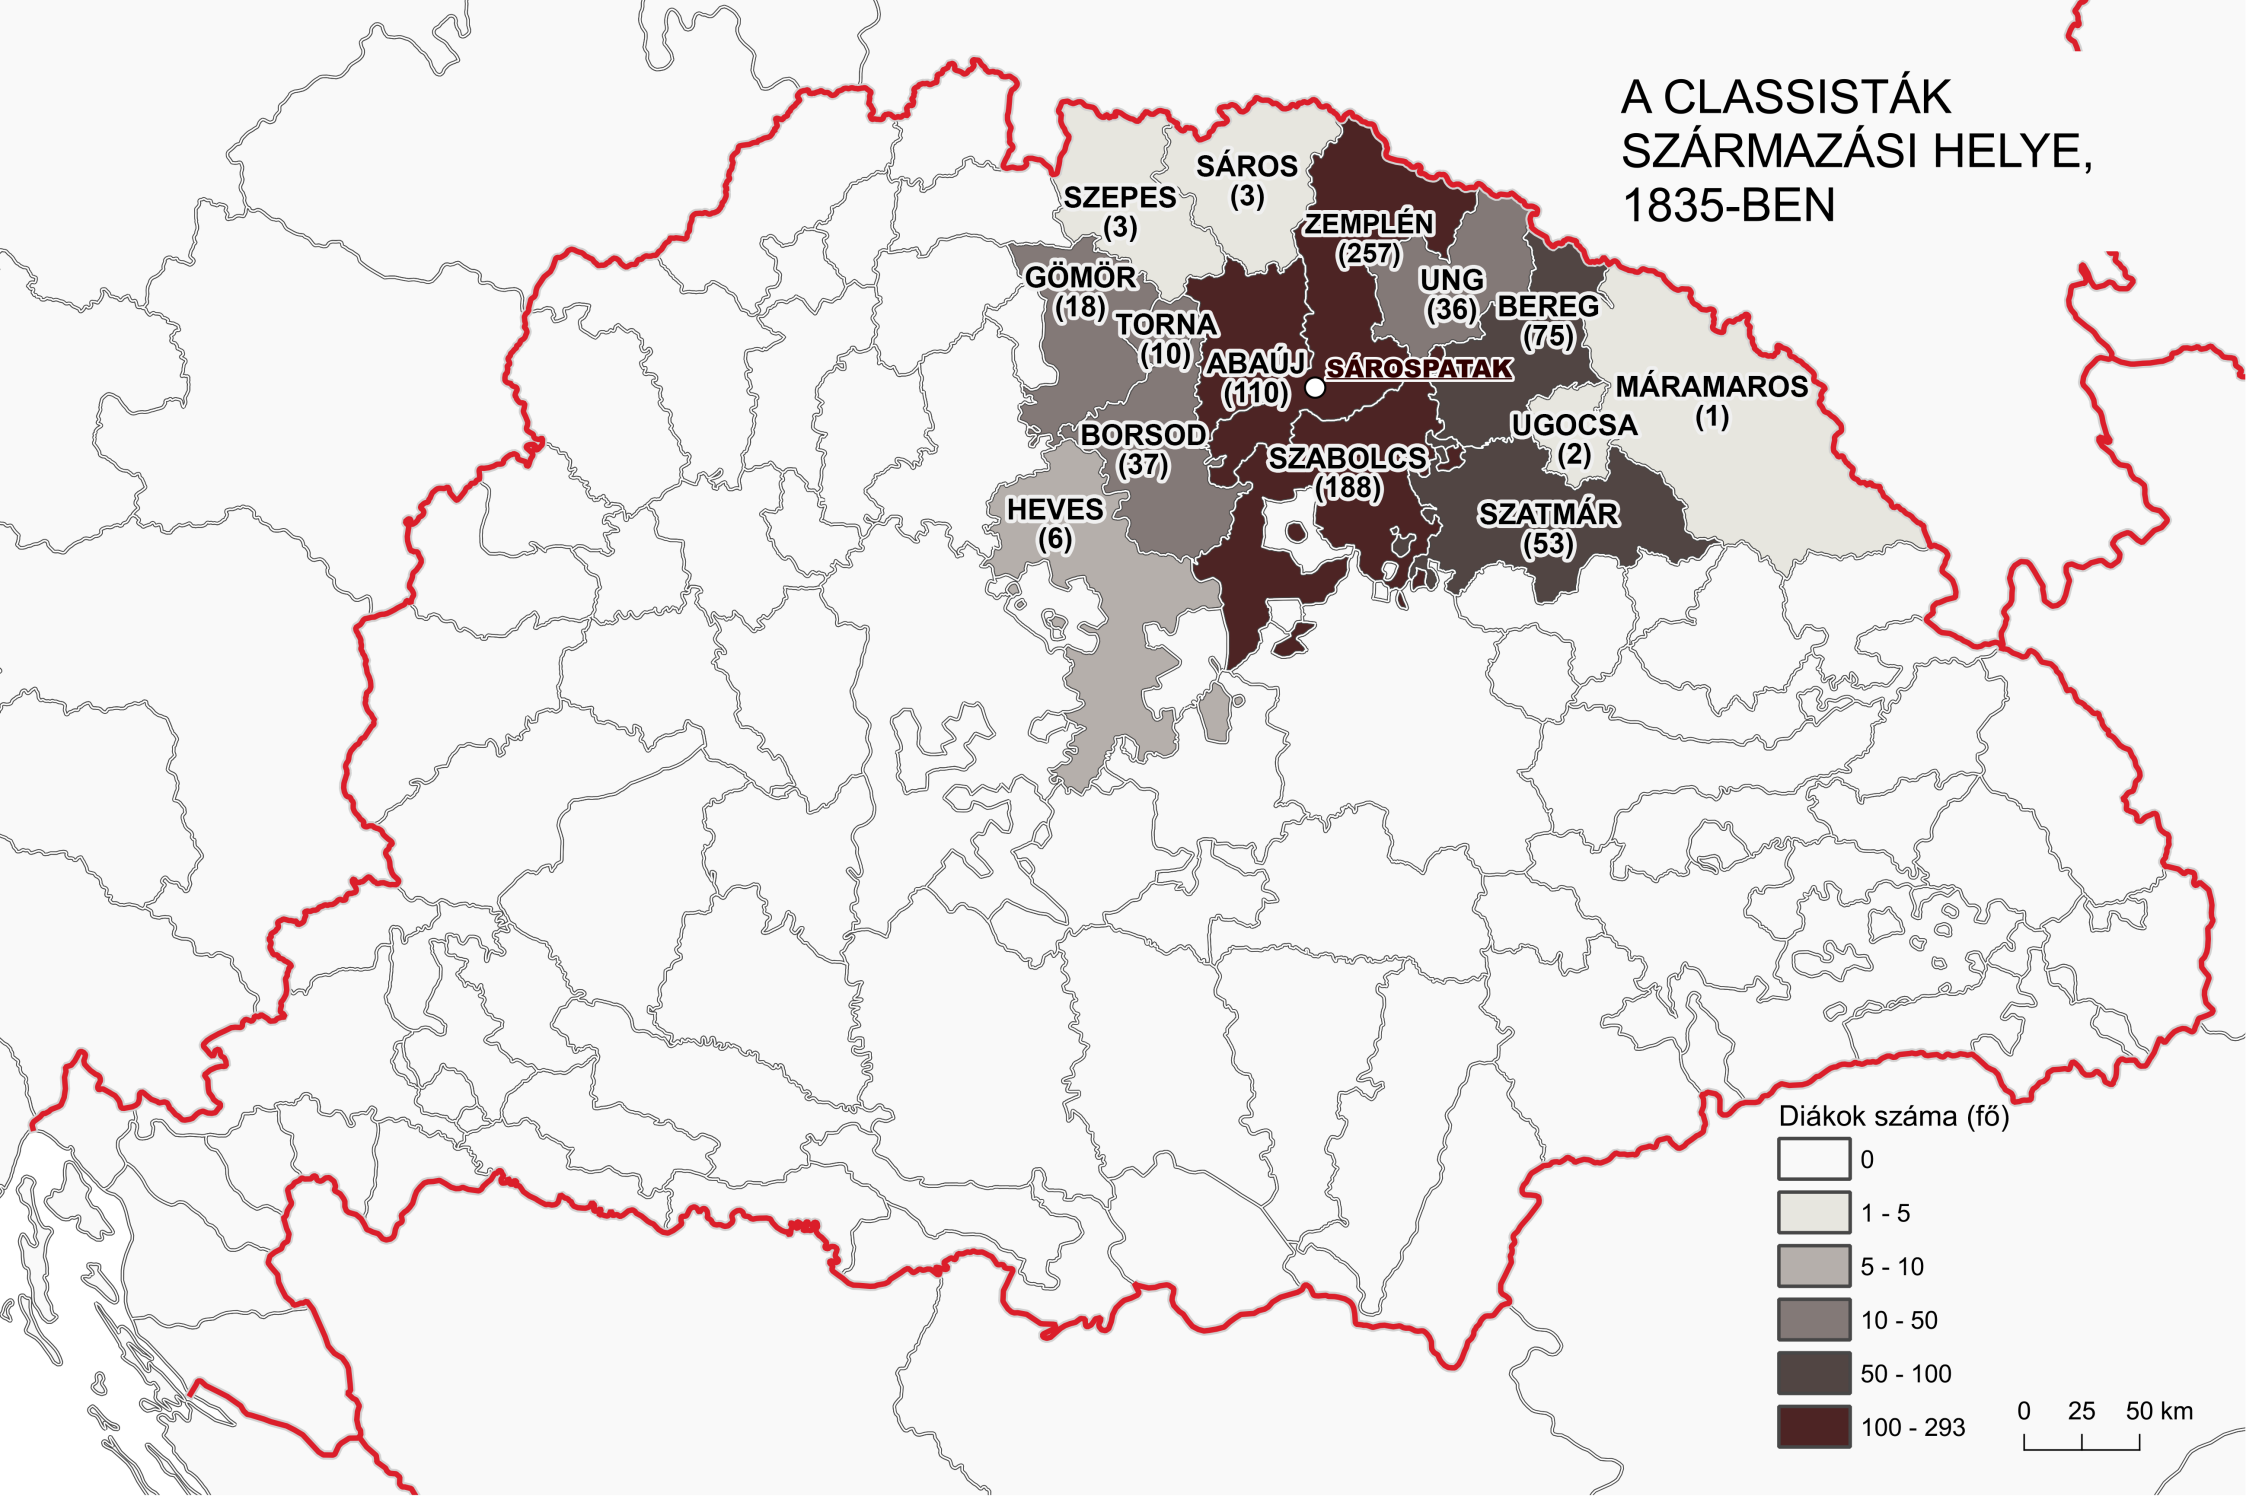 A CLASSISTÁK
SZÁRMAZÁSI HELYE,
1835-BEN
SÁROS
(3)
SZEPES
(3)
ZEMPLÉN
(257)
GÖMÖR
(18)
UNG
(36)
BEREG
(75)
TORNA
(10)
ABAÚJ
(110)
SÁROSPATAK
MÁRAMAROS
(1)
UGOCSA
(2)
BORSOD
(37)
SZABOLCS
(188)
HEVES
(6)
SZATMÁR
(53)
Diákok száma (fő)
0
1 - 5
5 - 10
10 - 50
50 - 100
100 - 293
0 25 50 km